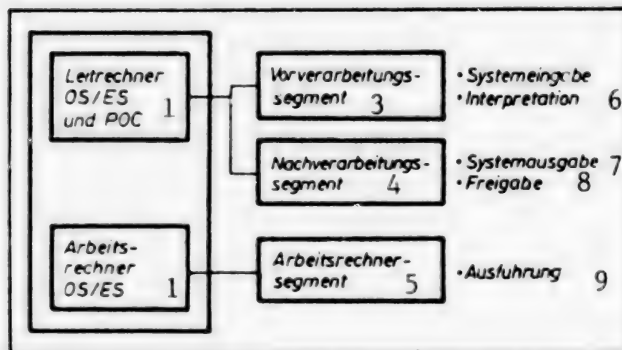 Leitrechner
OS/ES
und POC 1
Vorverarbeitungs-
segment 3
• Systemeingabe
• Interpretation 6
Nachverarbeitungs-
segment 4
• Systemausgabe 7
• Freigabe 8
Arbeits-
rechner
OS/ES 1
Arbeitsrechner-
segment 5
• Ausfuhrung 9